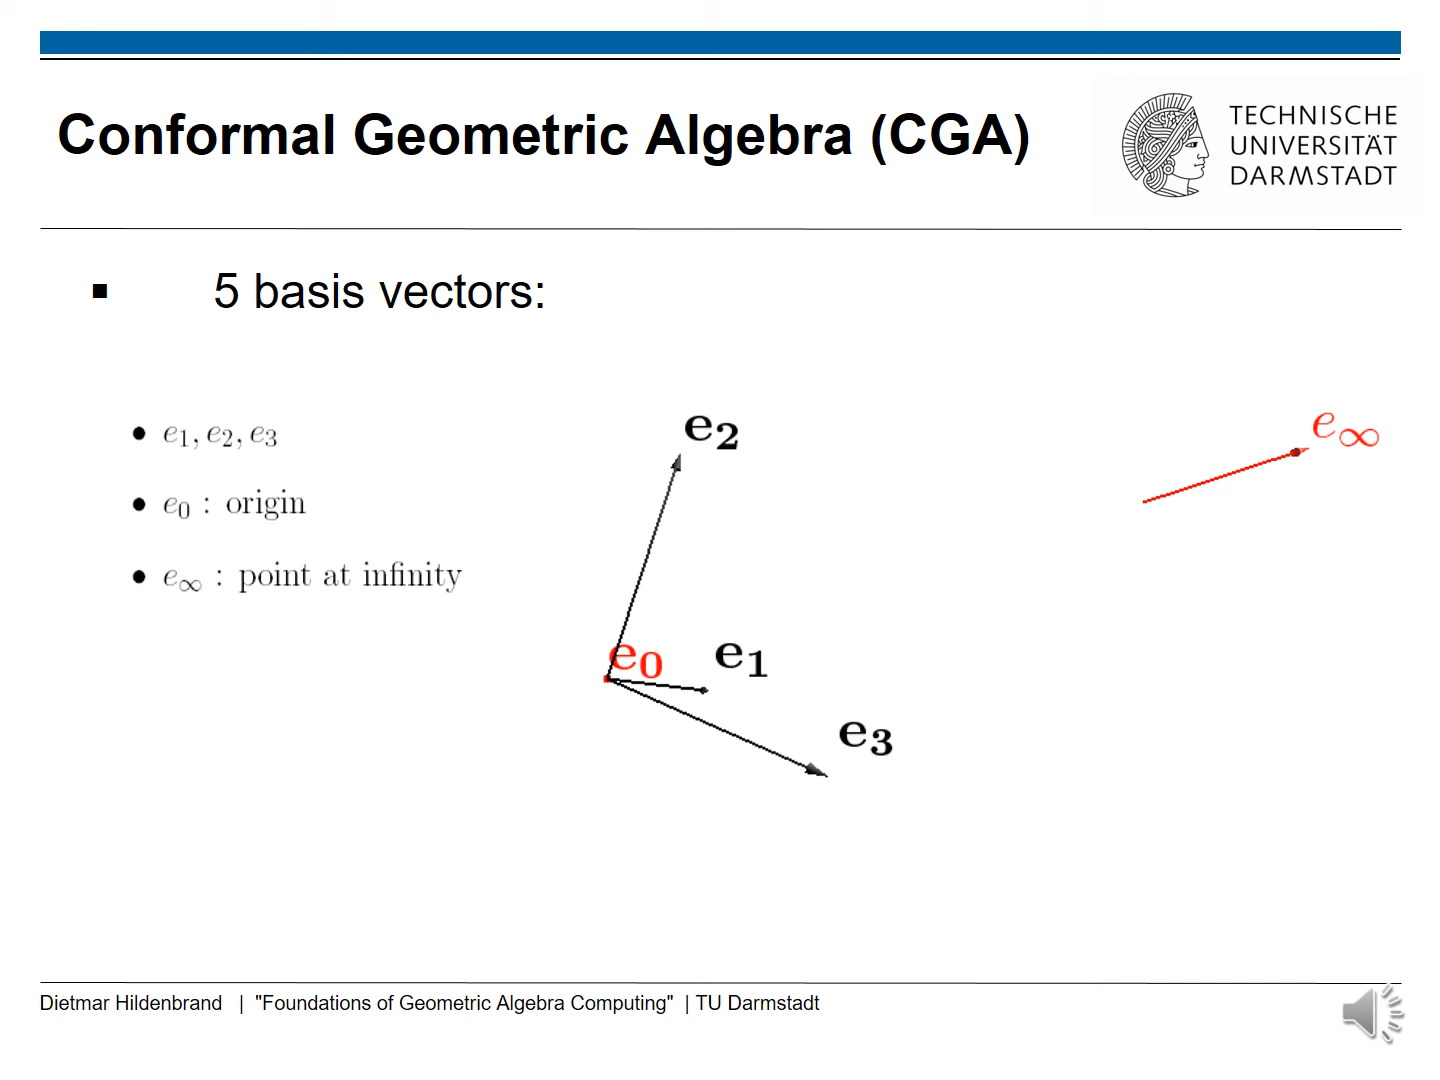 Conformal Geometric Algebra (CGA)
TECHNISCHE
UNIVERSITÄT
DARMSTADT
▪ 5 basis vectors:
• e₁, e₂, e₃
• e₀ : origin
• e∞ : point at infinity
e₂
e∞
e₀
e₁
e₃
Dietmar Hildenbrand | "Foundations of Geometric Algebra Computing" | TU Darmstadt